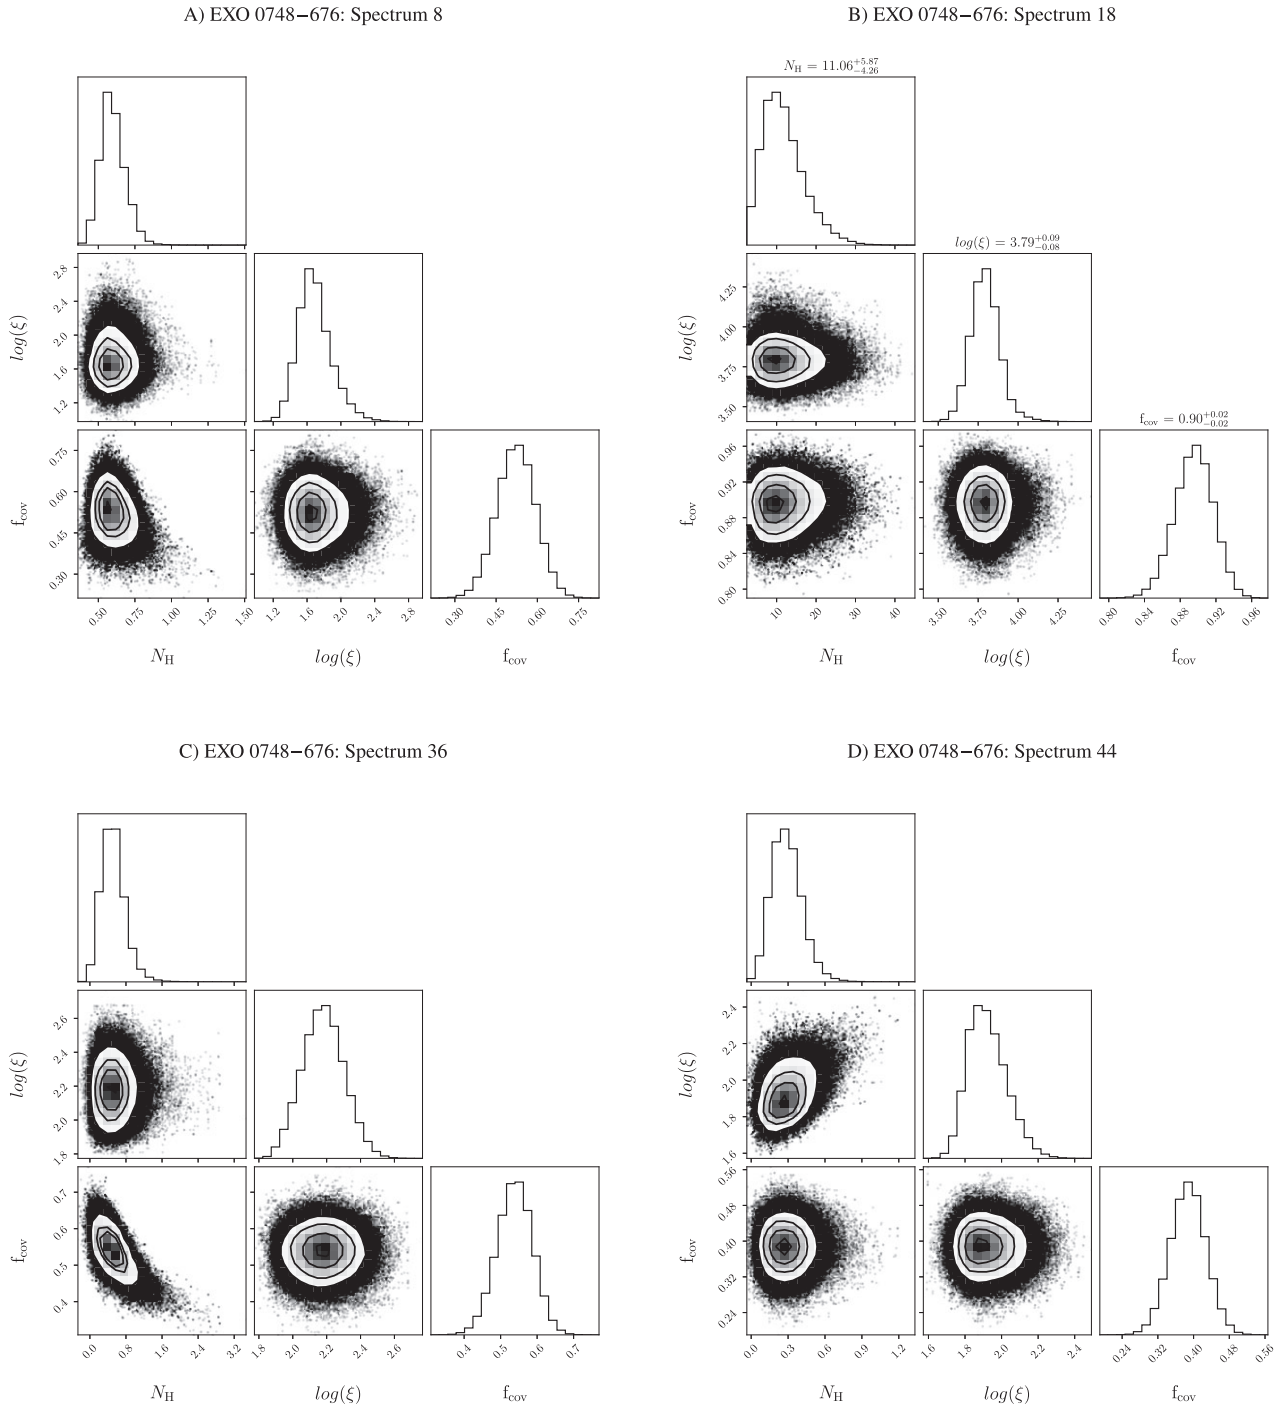 A) EXO 0748−676: Spectrum 8
B) EXO 0748−676: Spectrum 18
N_H = 11.06^{+5.87}_{−4.26}
log(ξ)
2.8
2.4
2.0
1.6
1.2
log(ξ) = 3.79^{+0.09}_{−0.08}
log(ξ)
4.25
4.00
3.75
3.50
f_cov
0.75
0.60
0.45
0.30
f_cov = 0.90^{+0.02}_{−0.02}
f_cov
0.96
0.92
0.88
0.84
0.80
0.50 0.75 1.00 1.25 1.50
1.2 1.6 2.0 2.4 2.8
0.30 0.45 0.60 0.75
10 20 30 40
3.50 3.75 4.00 4.25
0.80 0.84 0.88 0.92 0.96
N_H log(ξ) f_cov
N_H log(ξ) f_cov
C) EXO 0748−676: Spectrum 36
D) EXO 0748−676: Spectrum 44
log(ξ)
2.6
2.4
2.2
2.0
1.8
log(ξ)
2.4
2.2
2.0
1.8
1.6
f_cov
0.7
0.6
0.5
0.4
f_cov
0.56
0.48
0.40
0.32
0.24
0.0 0.8 1.6 2.4 3.2
1.8 2.0 2.2 2.4 2.6
0.4 0.5 0.6 0.7
0.0 0.3 0.6 0.9 1.2
1.6 1.8 2.0 2.2 2.4
0.24 0.32 0.40 0.48 0.56
N_H log(ξ) f_cov
N_H log(ξ) f_cov